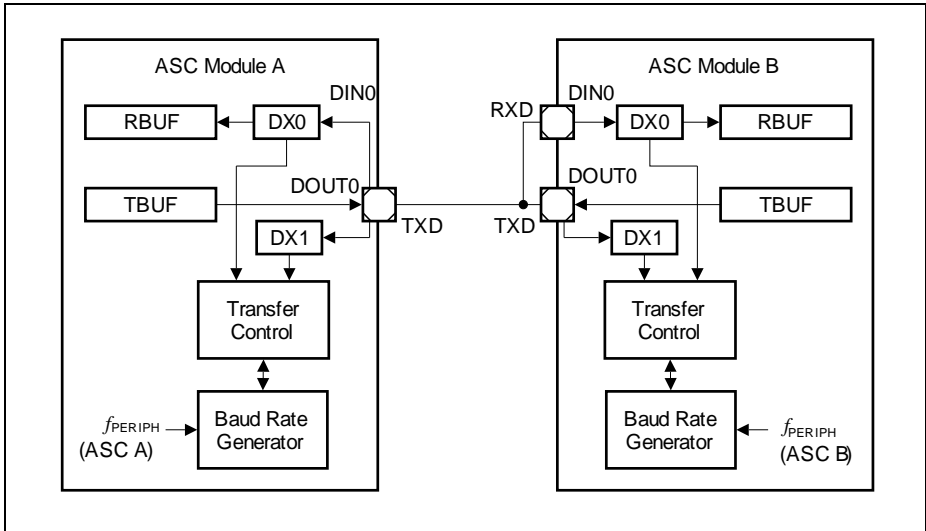 ASC Module A
DIN0
RBUF
DX0
DOUT0
TBUF
TXD
DX1
Transfer
Control
Baud Rate
Generator
fPERIPH
(ASC A)
ASC Module B
RXD
DIN0
DX0
RBUF
DOUT0
TBUF
TXD
DX1
Transfer
Control
Baud Rate
Generator
fPERIPH
(ASC B)